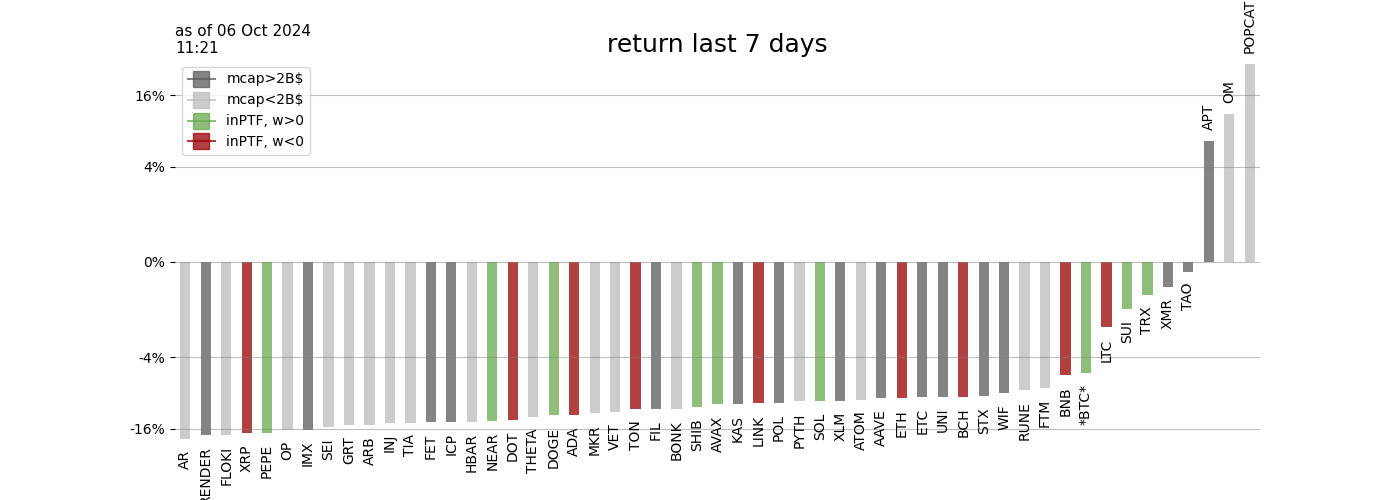 as of 06 Oct 2024
11:21
return last 7 days
mcap>2B$
mcap<2B$
inPTF, w>0
inPTF, w<0
16%
4%
0%
-4%
-16%
AR
RENDER
FLOKI
XRP
PEPE
OP
IMX
SEI
GRT
ARB
INJ
TIA
FET
ICP
HBAR
NEAR
DOT
THETA
DOGE
ADA
MKR
VET
TON
FIL
BONK
SHIB
AVAX
KAS
LINK
POL
PYTH
SOL
XLM
ATOM
AAVE
ETH
ETC
UNI
BCH
STX
WIF
RUNE
FTM
BNB
*BTC*
LTC
SUI
TRX
XMR
TAO
APT
OM
POPCAT